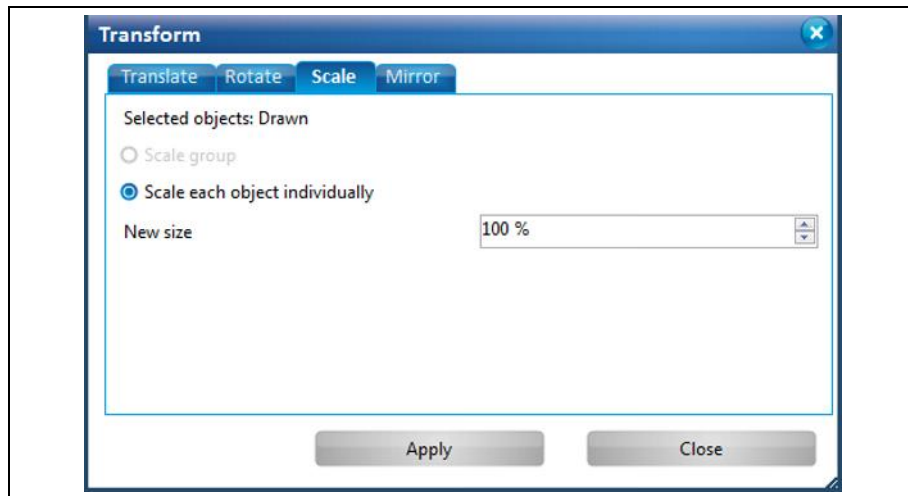 Transform
Translate Rotate Scale Mirror
Selected objects: Drawn
Scale group
Scale each object individually
New size 100 %
Apply Close